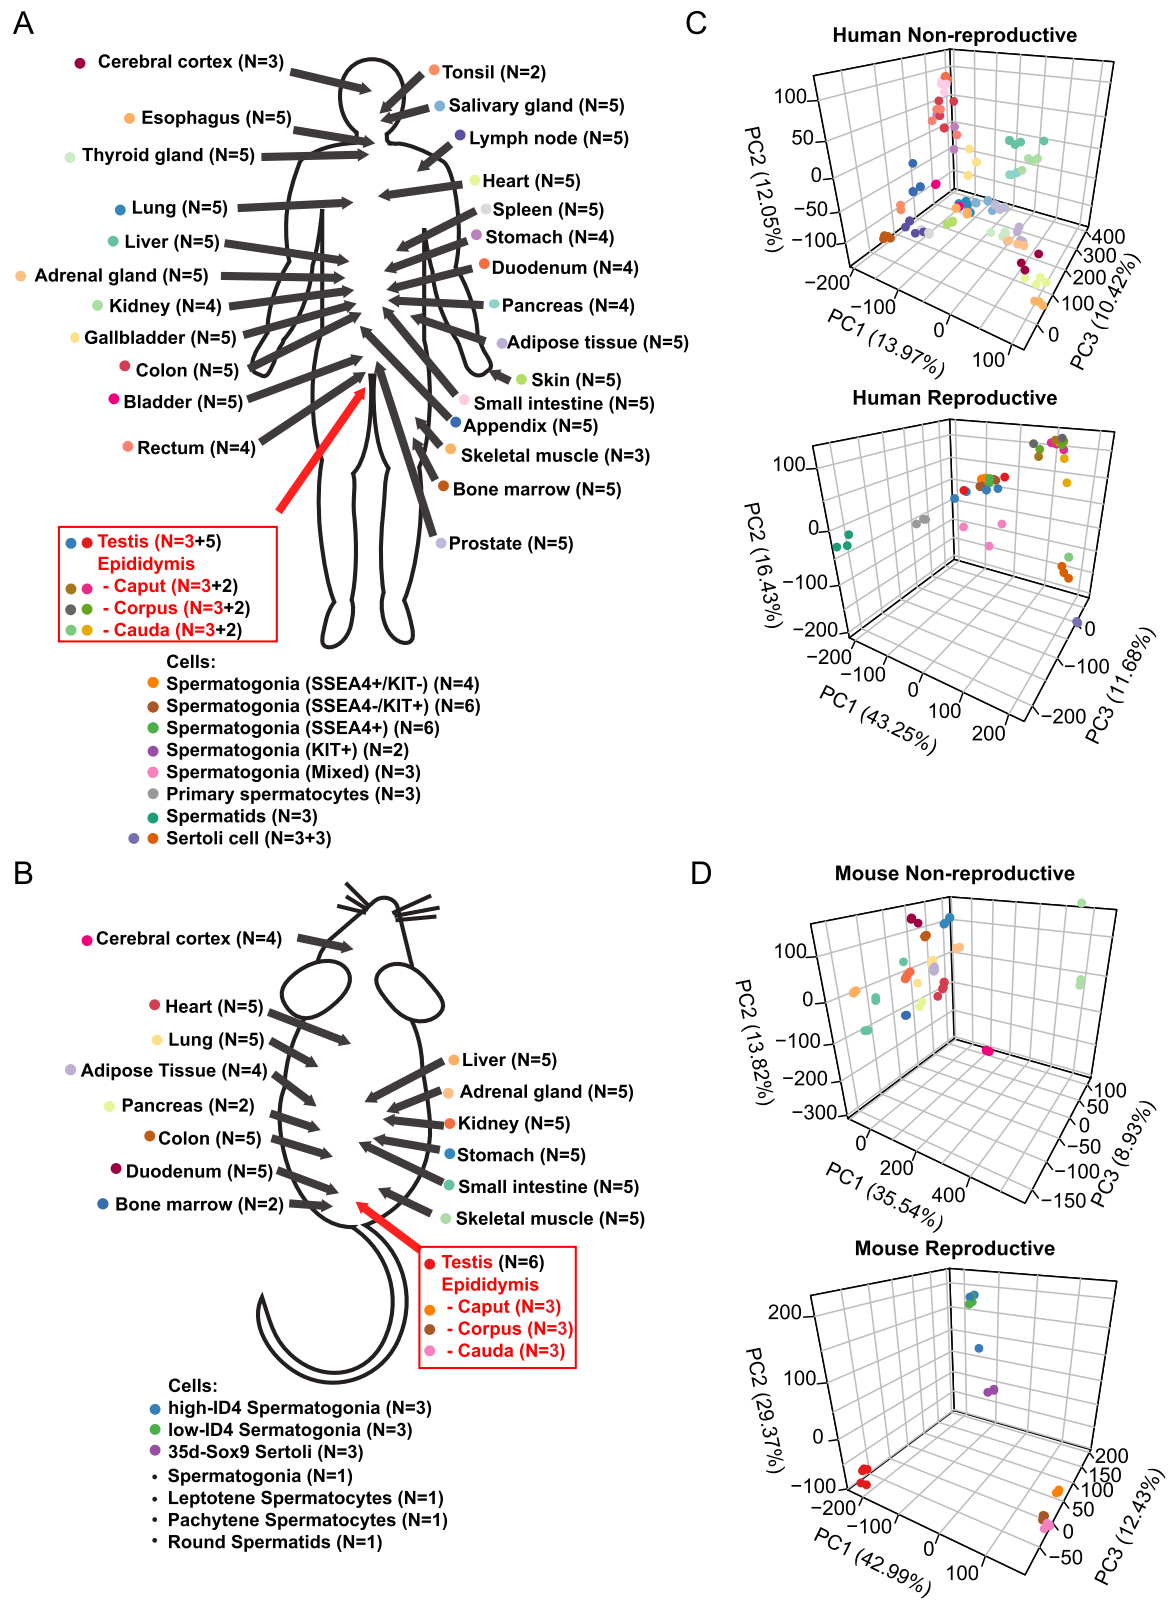 A
Cerebral cortex (N=3)
Esophagus (N=5)
Thyroid gland (N=5)
Lung (N=5)
Liver (N=5)
Adrenal gland (N=5)
Kidney (N=4)
Gallbladder (N=5)
Colon (N=5)
Bladder (N=5)
Rectum (N=4)
Tonsil (N=2)
Salivary gland (N=5)
Lymph node (N=5)
Heart (N=5)
Spleen (N=5)
Stomach (N=4)
Duodenum (N=4)
Pancreas (N=4)
Adipose tissue (N=5)
Skin (N=5)
Small intestine (N=5)
Appendix (N=5)
Skeletal muscle (N=3)
Bone marrow (N=5)
Prostate (N=5)
Testis (N=3+5)
Epididymis
- Caput (N=3+2)
- Corpus (N=3+2)
- Cauda (N=3+2)
Cells:
Spermatogonia (SSEA4+/KIT-) (N=4)
Spermatogonia (SSEA4-/KIT+) (N=6)
Spermatogonia (SSEA4+) (N=6)
Spermatogonia (KIT+) (N=2)
Spermatogonia (Mixed) (N=3)
Primary spermatocytes (N=3)
Spermatids (N=3)
Sertoli cell (N=3+3)
B
Cerebral cortex (N=4)
Heart (N=5)
Lung (N=5)
Adipose Tissue (N=4)
Pancreas (N=2)
Colon (N=5)
Duodenum (N=5)
Bone marrow (N=2)
Liver (N=5)
Adrenal gland (N=5)
Kidney (N=5)
Stomach (N=5)
Small intestine (N=5)
Skeletal muscle (N=5)
Testis (N=6)
Epididymis
- Caput (N=3)
- Corpus (N=3)
- Cauda (N=3)
Cells:
high-ID4 Spermatogonia (N=3)
low-ID4 Sermatogonia (N=3)
35d-Sox9 Sertoli (N=3)
Spermatogonia (N=1)
Leptotene Spermatocytes (N=1)
Pachytene Spermatocytes (N=1)
Round Spermatids (N=1)
C
Human Non-reproductive
PC2 (12.05%)
100
50
0
−50
−100
PC1 (13.97%)
−200
−100
0
100
PC3 (10.42%)
400
300
200
100
0
Human Reproductive
PC2 (16.43%)
100
0
−100
−200
PC1 (43.25%)
−200
−100
0
100
200
PC3 (11.68%)
0
−100
−200
D
Mouse Non-reproductive
PC2 (13.82%)
100
0
−100
−200
−300
PC1 (35.54%)
0
200
400
PC3 (8.93%)
100
50
0
−50
−100
−150
Mouse Reproductive
PC2 (29.37%)
200
100
0
−100
PC1 (42.99%)
−200
−100
0
100
PC3 (12.43%)
200
150
100
50
0
−50